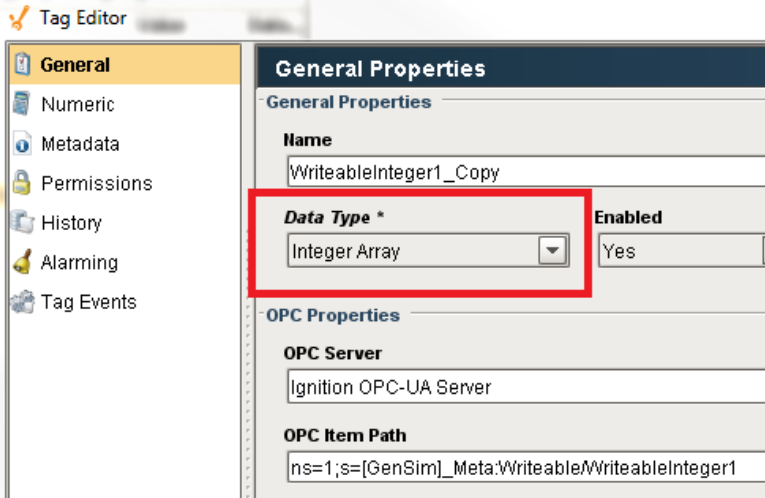 Tag Editor
General
Numeric
Metadata
Permissions
History
Alarming
Tag Events
General Properties
General Properties
Name
WriteableInteger1_Copy
Data Type *
Enabled
Integer Array
Yes
OPC Properties
OPC Server
Ignition OPC-UA Server
OPC Item Path
ns=1;s=[GenSim]_Meta:Writeable/WriteableInteger1